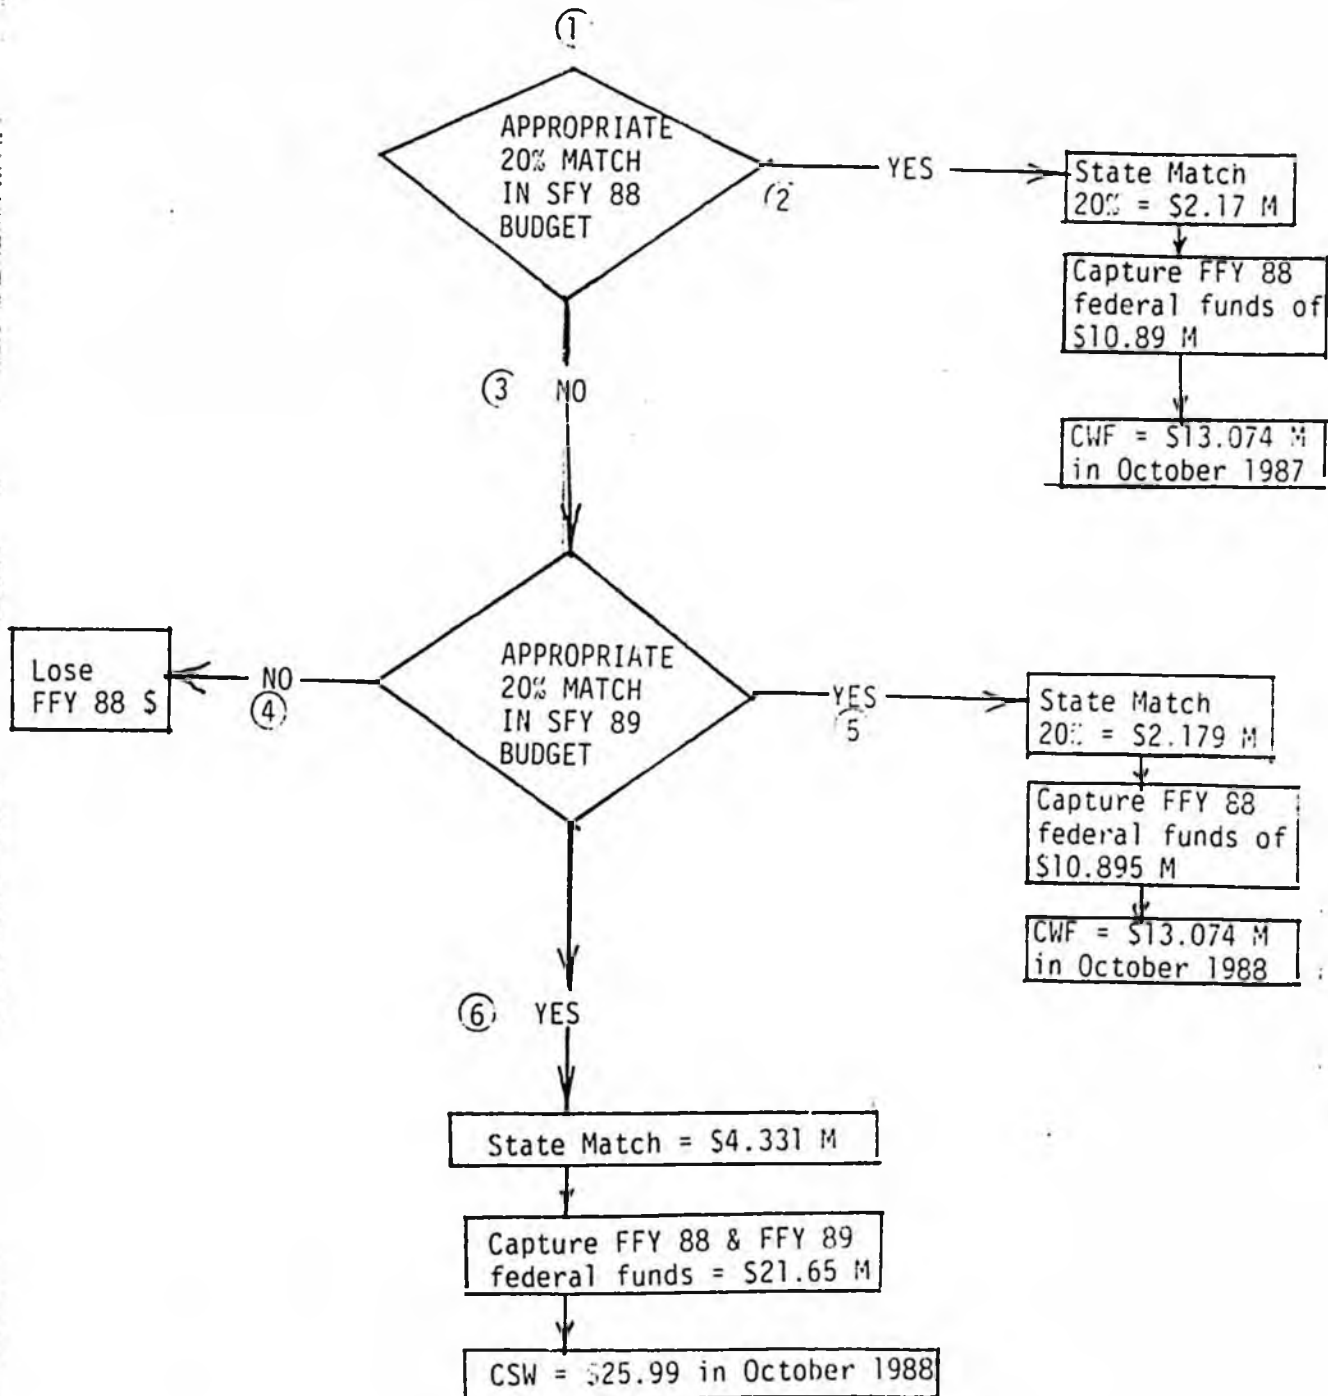 ①
APPROPRIATE
20% MATCH
IN SFY 88
BUDGET
(2
YES
State Match
20% = $2.17 M
Capture FFY 88
federal funds of
$10.89 M
CWF = $13.074 M
in October 1987
③ NO
APPROPRIATE
20% MATCH
IN SFY 89
BUDGET
NO
④
Lose
FFY 88 $
YES
5
State Match
20% = $2.179 M
Capture FFY 88
federal funds of
$10.895 M
CWF = $13.074 M
in October 1988
⑥ YES
State Match = $4.331 M
Capture FFY 88 & FFY 89
federal funds = $21.65 M
CSW = $25.99 in October 1988